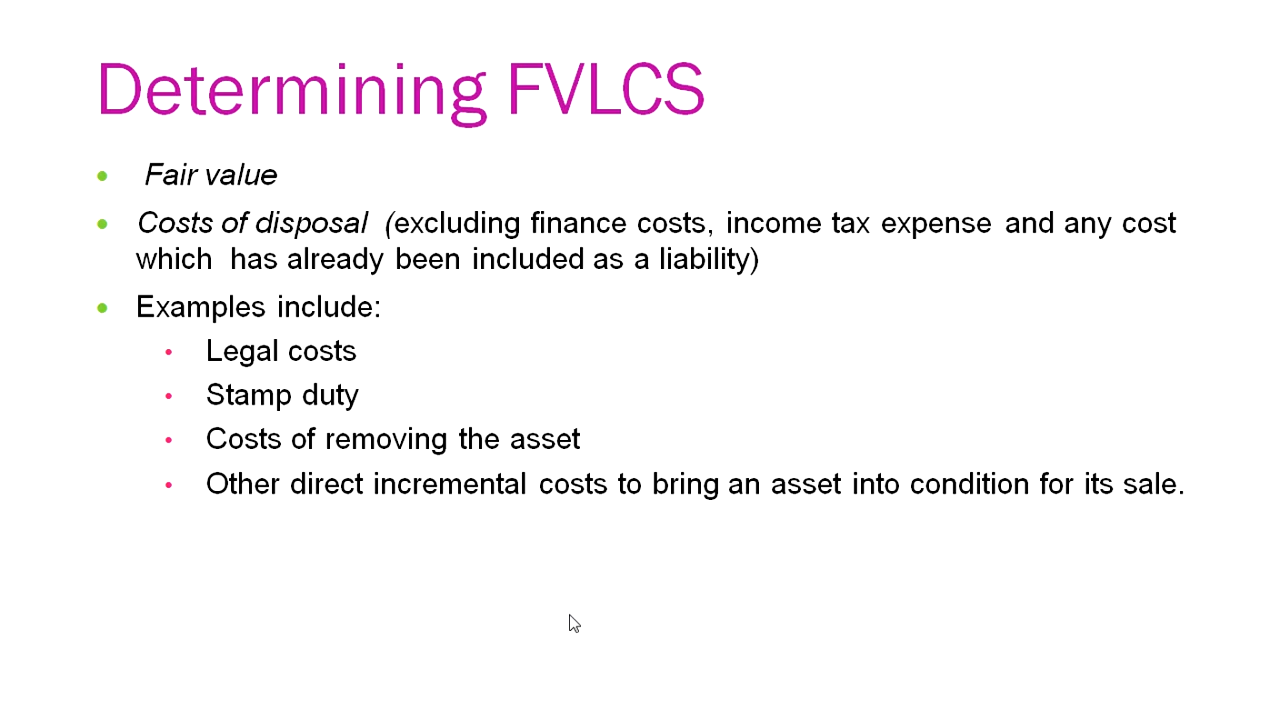 Determining FVLCS
• Fair value
• Costs of disposal (excluding finance costs, income tax expense and any cost
which has already been included as a liability)
• Examples include:
• Legal costs
• Stamp duty
• Costs of removing the asset
• Other direct incremental costs to bring an asset into condition for its sale.